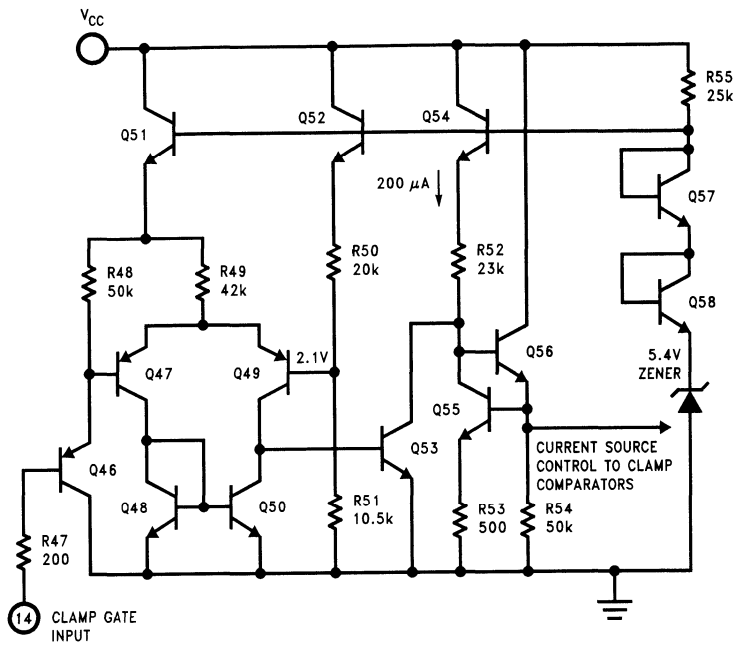 VCC
R55
25k
Q51
Q52
Q54
200 μA
Q57
R48
50k
R49
42k
R50
20k
R52
23k
Q58
2.1V
Q56
5.4V
ZENER
Q47
Q49
Q55
Q46
Q53
CURRENT SOURCE
CONTROL TO CLAMP
COMPARATORS
Q48
Q50
R51
10.5k
R53
500
R54
50k
R47
200
14
CLAMP GATE
INPUT